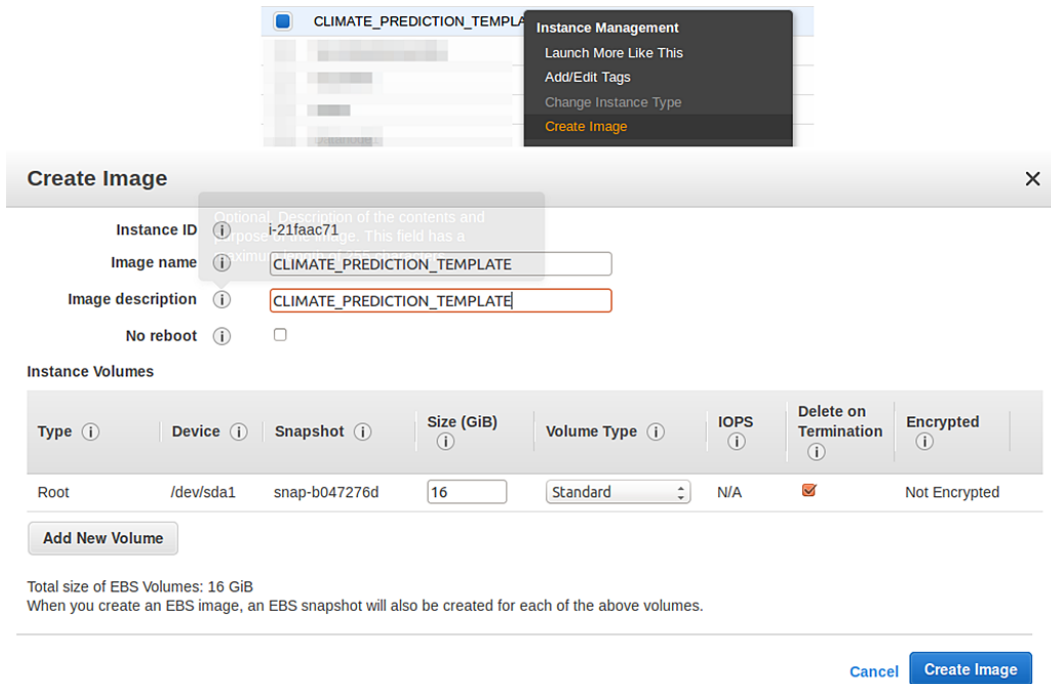 CLIMATE_PREDICTION_TEMPLA
Instance Management
Launch More Like This
Add/Edit Tags
Change Instance Type
Create Image
Create Image
Optional. Description of the contents and
purpose of the image. This field has a
maximum length of 255 characters.
Instance ID i-21faac71
Image name CLIMATE_PREDICTION_TEMPLATE
Image description CLIMATE_PREDICTION_TEMPLATE
No reboot
Instance Volumes
Type Device Snapshot Size (GiB) Volume Type IOPS Delete on Termination Encrypted
Root /dev/sda1 snap-b047276d 16 Standard N/A Not Encrypted
Add New Volume
Total size of EBS Volumes: 16 GiB
When you create an EBS image, an EBS snapshot will also be created for each of the above volumes.
Cancel Create Image